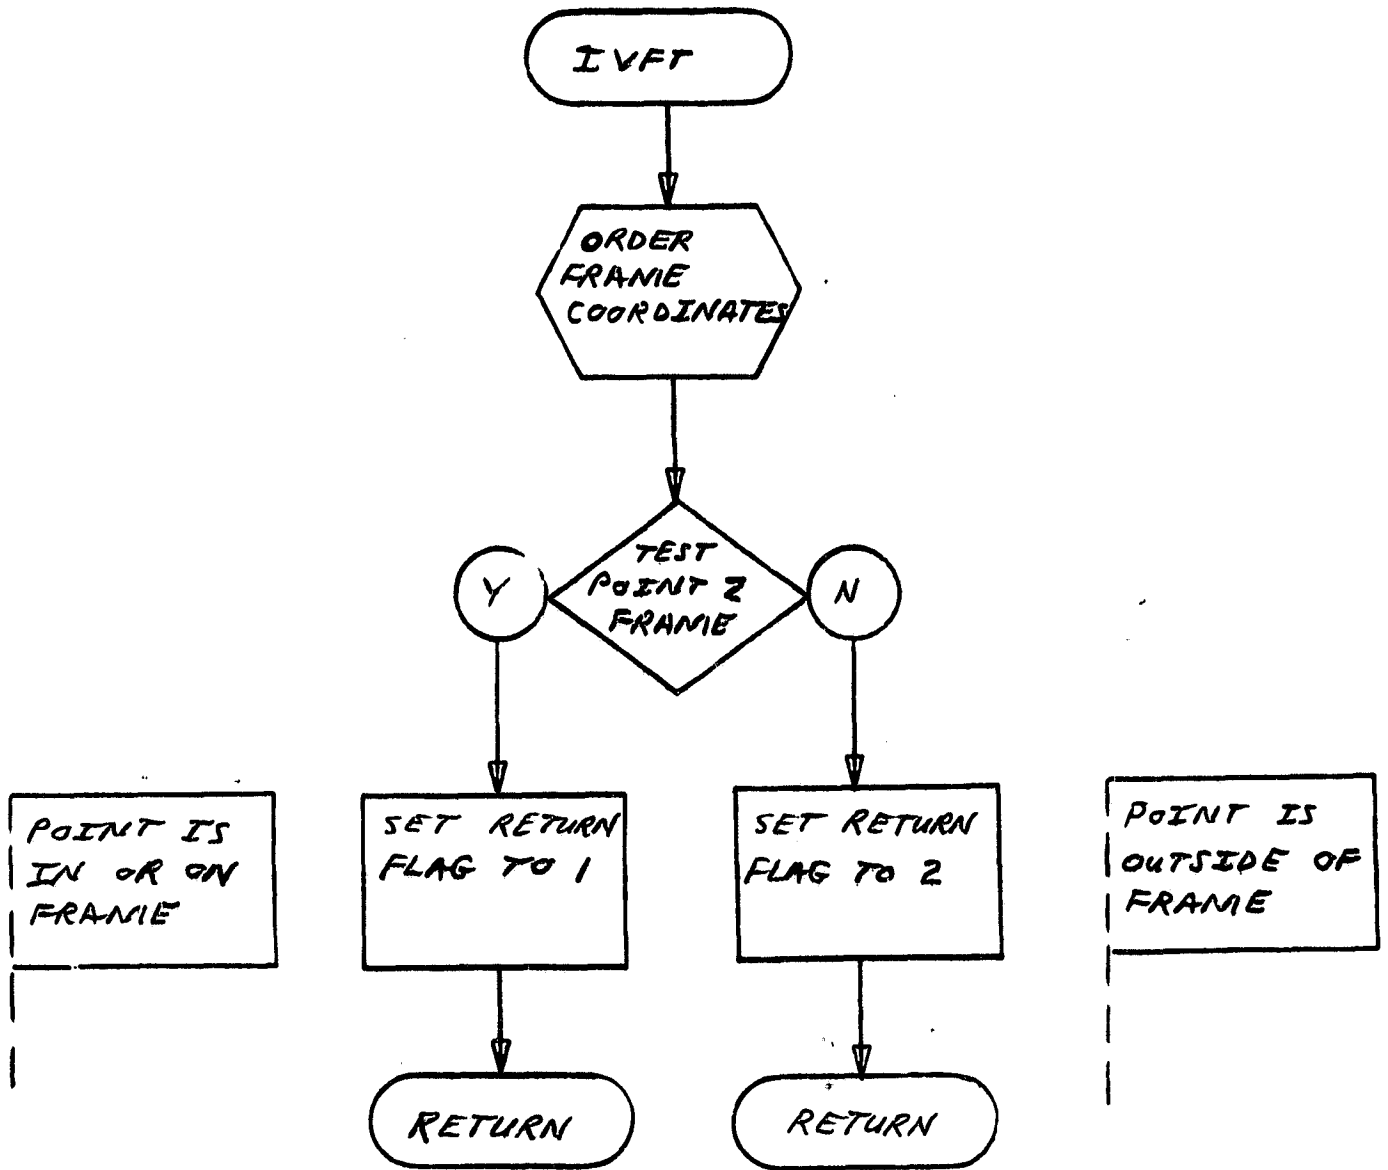 IVFT
ORDER
FRAME
COORDINATES
TEST
POINT 2
FRAME
Y
N
POINT IS
IN OR ON
FRAME
SET RETURN
FLAG TO 1
SET RETURN
FLAG TO 2
POINT IS
OUTSIDE OF
FRAME
RETURN
RETURN